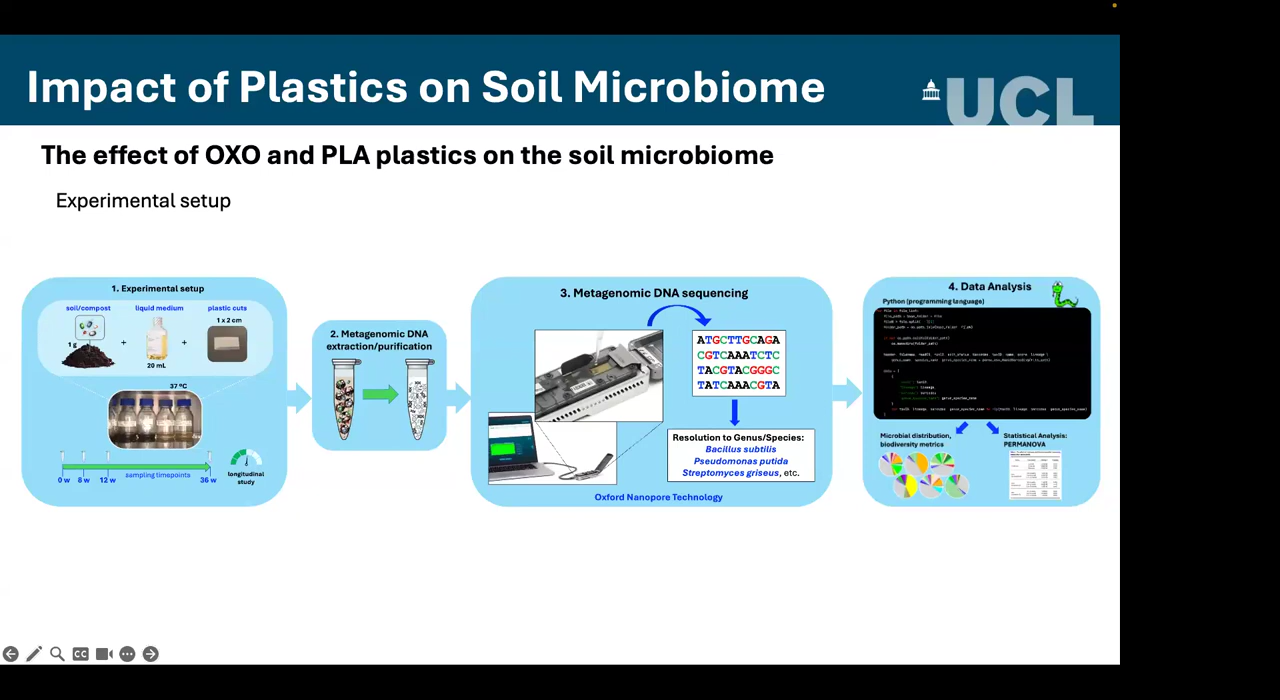 Impact of Plastics on Soil Microbiome
UCL
The effect of OXO and PLA plastics on the soil microbiome
Experimental setup
1. Experimental setup
soil/compost
liquid medium
plastic cuts
1 x 2 cm
1 g
+
+
20 mL
37 ºC
sampling timepoints
0 w
8 w
12 w
36 w
longitudinal
study
2. Metagenomic DNA
extraction/purification
3. Metagenomic DNA sequencing
ATGCTTGCAGA
CGTCAAATCTC
TACGTACGGGC
TATCAAACGTA
Resolution to Genus/Species:
Bacillus subtilis
Pseudomonas putida
Streptomyces griseus, etc.
Oxford Nanopore Technology
4. Data Analysis
Python (programming language)
Microbial distribution,
biodiversity metrics
Statistical Analysis:
PERMANOVA
CC